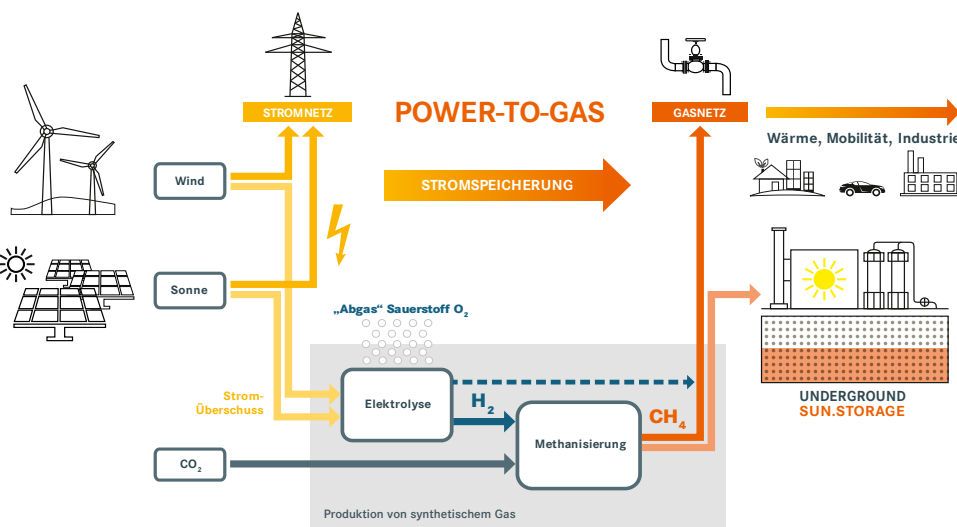 STROMNETZ
POWER-TO-GAS
GASNETZ
Wärme, Mobilität, Industrie
Wind
STROMSPEICHERUNG
Sonne
„Abgas“ Sauerstoff O₂
Strom-
Überschuss
Elektrolyse
H₂
CH₄
Methanisierung
CO₂
UNDERGROUND
SUN.STORAGE
Produktion von synthetischem Gas